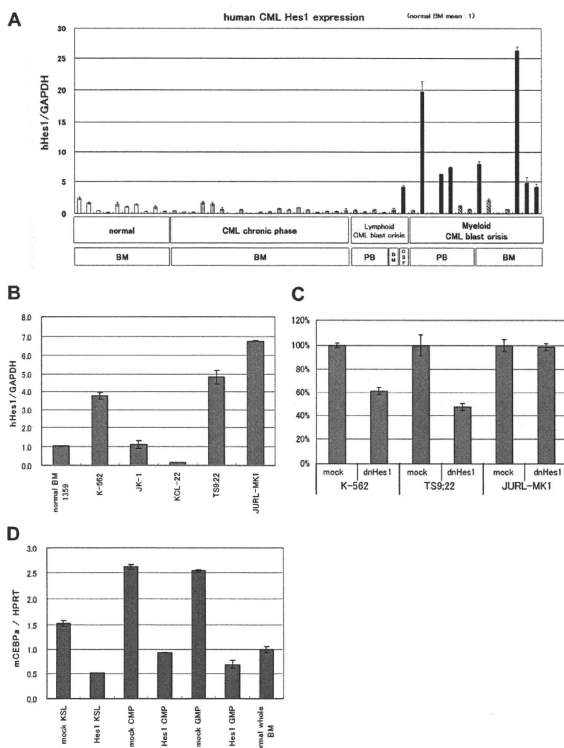 A
human CML Hes1 expression
(normal BM mean : 1)
hHes1/GAPDH
30
25
20
15
10
5
0
normal
CML chronic phase
Lymphoid
CML blast crisis
Myeloid
CML blast crisis
BM
BM
PB
BM
PB
BM
B
hHes1/GAPDH
8.0
7.0
6.0
5.0
4.0
3.0
2.0
1.0
0.0
normal BM
1359
K-562
JK-1
KCL-22
TS9;22
JURL-MK1
C
120%
100%
80%
60%
40%
20%
0%
mock
dnHes1
mock
dnHes1
mock
dnHes1
K-562
TS9;22
JURL-MK1
D
mCEBPa / HPRT
3.0
2.5
2.0
1.5
1.0
0.5
0.0
mock KSL
Hes1 KSL
mock CMP
Hes1 CMP
mock GMP
Hes1 GMP
normal whole
BM